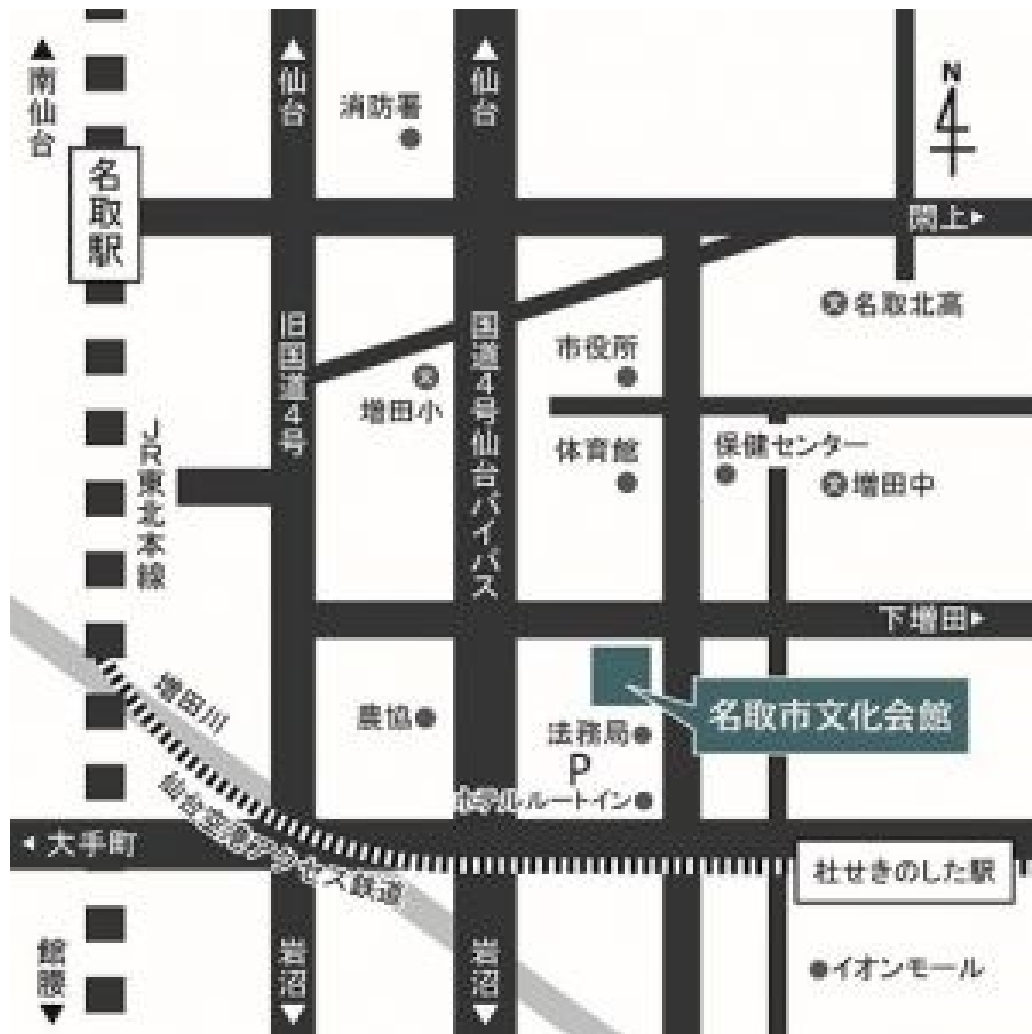 ▲南仙台
▲仙台
▲仙台
消防署
N
名取駅
閖上▶
名取北高
旧国道4号
国道4号仙台バイパス
市役所
増田小
JR東北本線
体育館
保健センター
増田中
下増田▶
増田川
農協
法務局
名取市文化会館
P
ホテルルートイン
◀大手町
仙台空港アクセス鉄道
杜せきのした駅
館腰▼
岩沼▼
岩沼▼
イオンモール